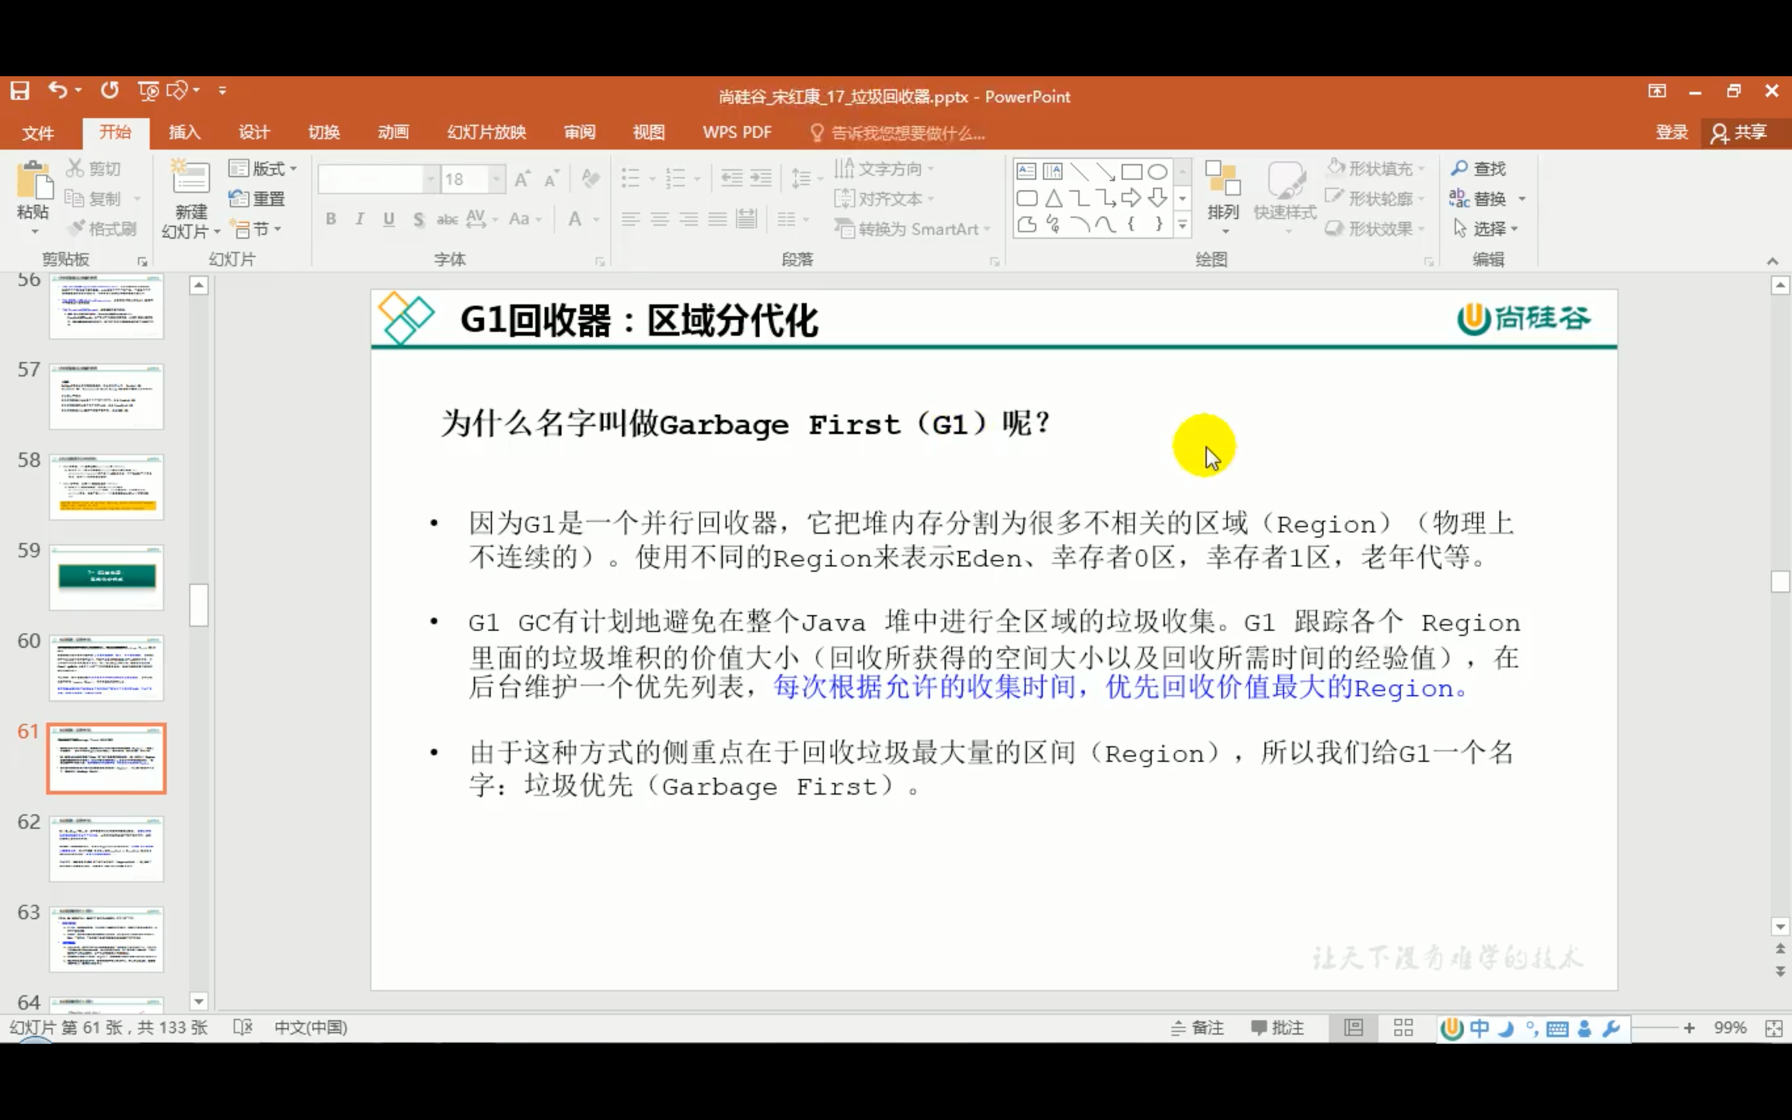 尚硅谷_宋红康_17_垃圾回收器.pptx - PowerPoint
文件 开始 插入 设计 切换 动画 幻灯片放映 审阅 视图 WPS PDF 告诉我您想要做什么... 登录 共享
粘贴 剪切 复制 格式刷 剪贴板
新建幻灯片 版式 重置 节 幻灯片
18 B I U S abc AV Aa A 字体
文字方向 对齐文本 转换为 SmartArt 段落
排列 快速样式 形状填充 形状轮廓 形状效果 绘图
查找 替换 选择 编辑
56
57
58
59
60
61
62
63
64
G1回收器：区域分代化
尚硅谷
为什么名字叫做Garbage First（G1）呢？
• 因为G1是一个并行回收器，它把堆内存分割为很多不相关的区域（Region）（物理上
不连续的）。使用不同的Region来表示Eden、幸存者0区，幸存者1区，老年代等。
• G1 GC有计划地避免在整个Java 堆中进行全区域的垃圾收集。G1 跟踪各个 Region
里面的垃圾堆积的价值大小（回收所获得的空间大小以及回收所需时间的经验值），在
后台维护一个优先列表，每次根据允许的收集时间，优先回收价值最大的Region。
• 由于这种方式的侧重点在于回收垃圾最大量的区间（Region），所以我们给G1一个名
字：垃圾优先（Garbage First）。
让天下没有难学的技术
幻灯片 第 61 张，共 133 张 中文(中国) 备注 批注 中 99%